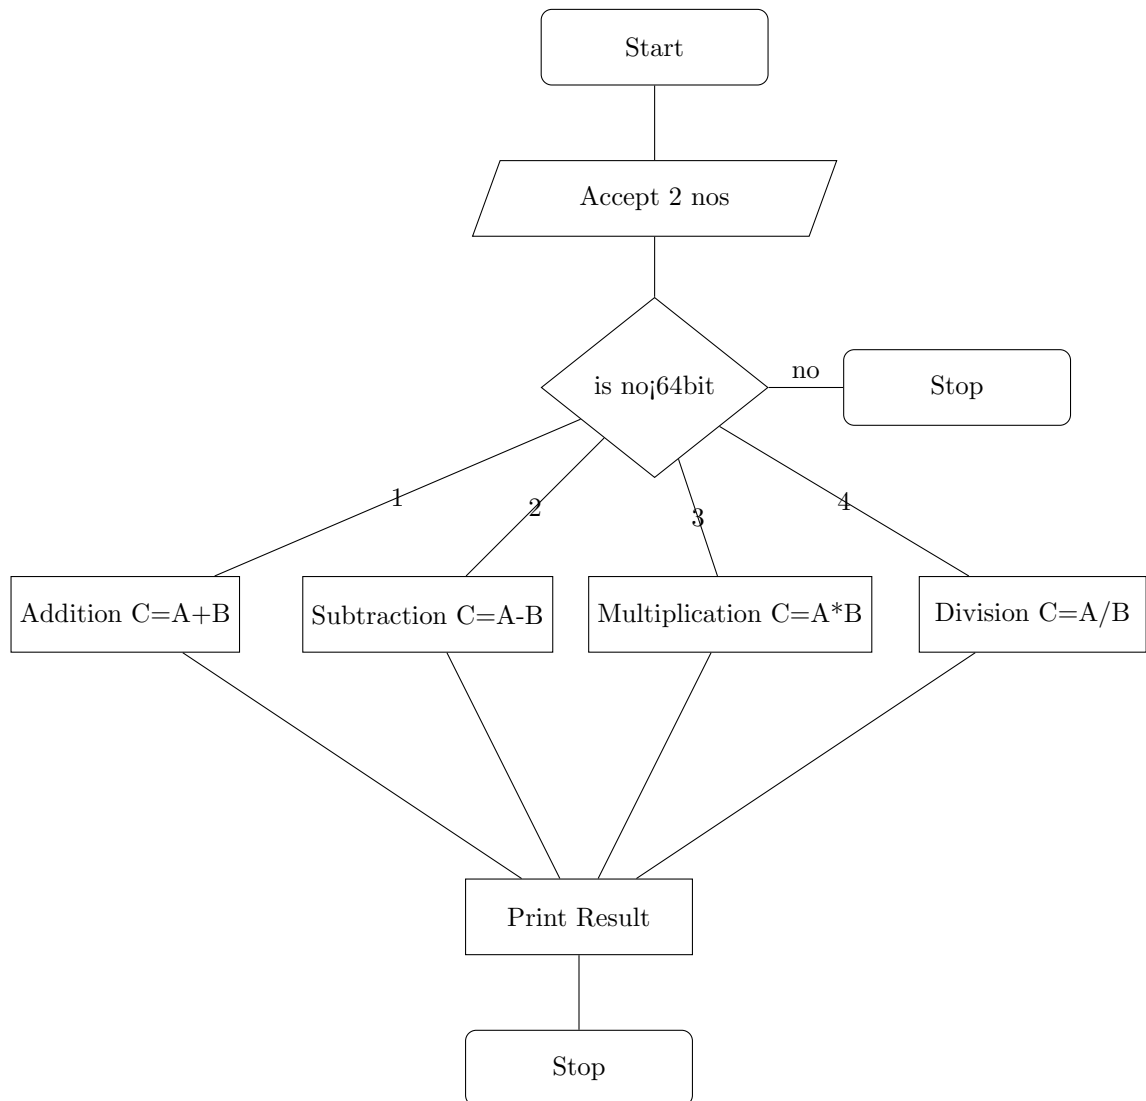 Start
Accept 2 nos
is no¡64bit
no
Stop
1
2
3
4
Addition C=A+B
Subtraction C=A-B
Multiplication C=A*B
Division C=A/B
Print Result
Stop